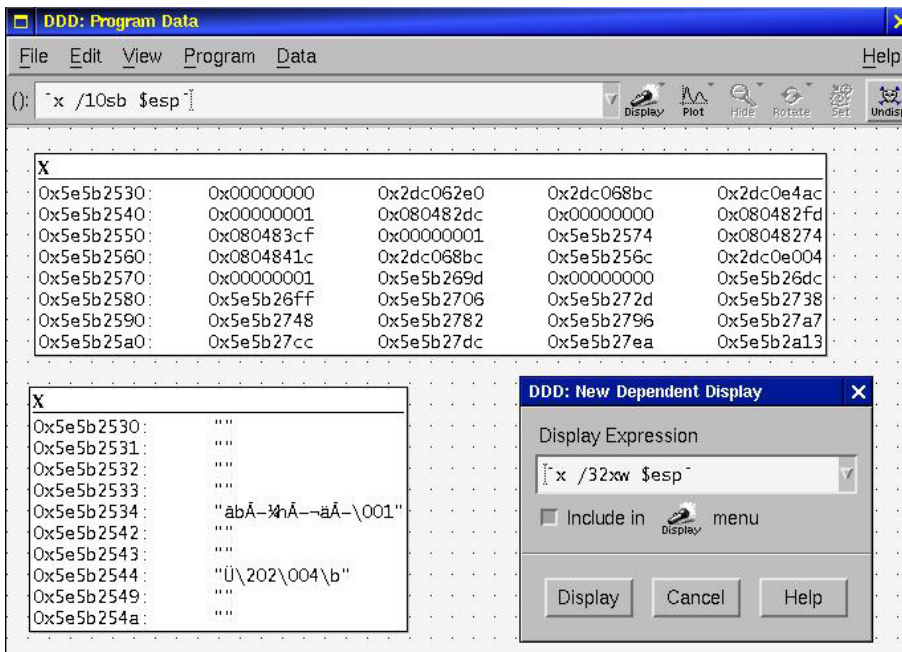 DDD: Program Data
File Edit View Program Data Help
(): `x /10sb $esp`
Display Plot Hide Rotate Set Undisp
X
0x5e5b2530: 0x00000000 0x2dc062e0 0x2dc068bc 0x2dc0e4ac
0x5e5b2540: 0x00000001 0x080482dc 0x00000000 0x080482fd
0x5e5b2550: 0x080483cf 0x00000001 0x5e5b2574 0x08048274
0x5e5b2560: 0x0804841c 0x2dc068bc 0x5e5b256c 0x2dc0e004
0x5e5b2570: 0x00000001 0x5e5b269d 0x00000000 0x5e5b26dc
0x5e5b2580: 0x5e5b26ff 0x5e5b2706 0x5e5b272d 0x5e5b2738
0x5e5b2590: 0x5e5b2748 0x5e5b2782 0x5e5b2796 0x5e5b27a7
0x5e5b25a0: 0x5e5b27cc 0x5e5b27dc 0x5e5b27ea 0x5e5b2a13
X
0x5e5b2530: ""
0x5e5b2531: ""
0x5e5b2532: ""
0x5e5b2533: ""
0x5e5b2534:
0x5e5b2542: ""
0x5e5b2543: ""
0x5e5b2544: "Ü\202\004\b"
0x5e5b2549: ""
0x5e5b254a: ""
DDD: New Dependent Display
Display Expression
`x /32xw $esp`
Include in Display menu
Display Cancel Help